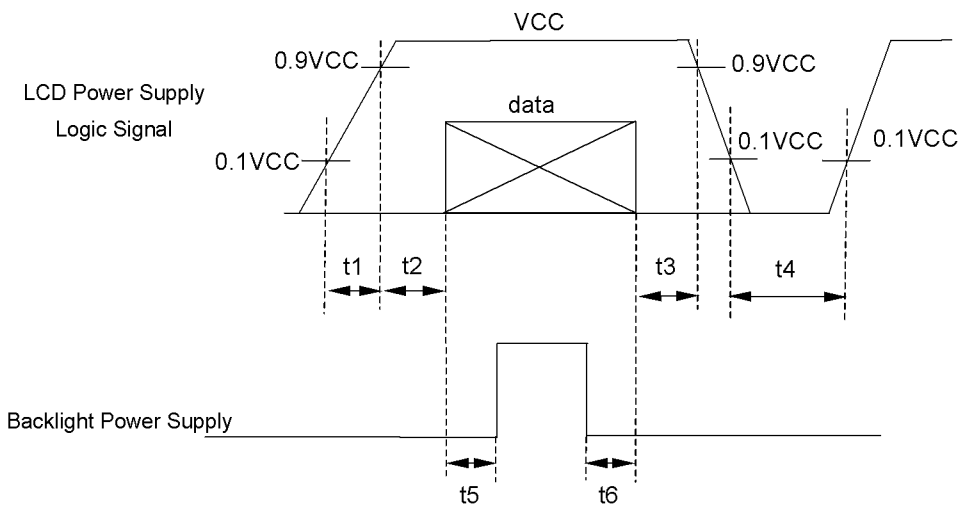 VCC
0.9VCC
0.9VCC
LCD Power Supply
Logic Signal
data
0.1VCC
0.1VCC
0.1VCC
t1
t2
t3
t4
Backlight Power Supply
t5
t6